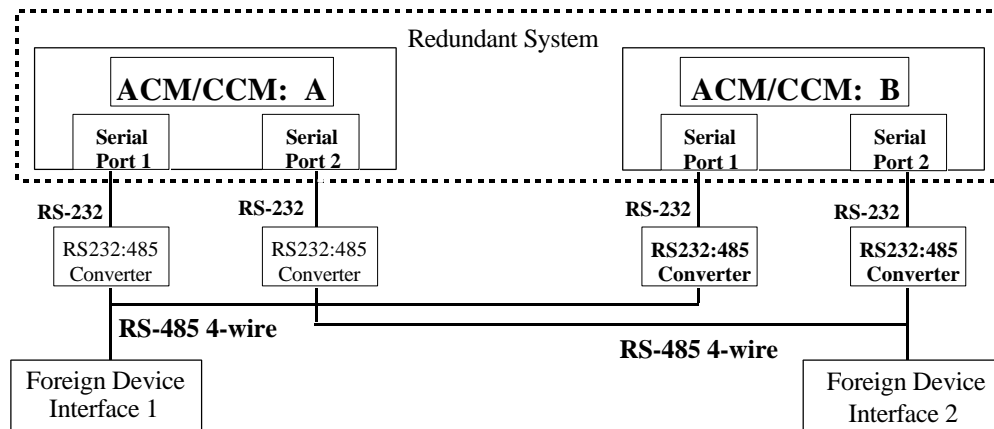 Redundant System
ACM/CCM: A
ACM/CCM: B
Serial
Port 1
Serial
Port 2
Serial
Port 1
Serial
Port 2
RS-232
RS-232
RS-232
RS-232
RS232:485
Converter
RS232:485
Converter
RS232:485
Converter
RS232:485
Converter
RS-485 4-wire
RS-485 4-wire
Foreign Device
Interface 1
Foreign Device
Interface 2